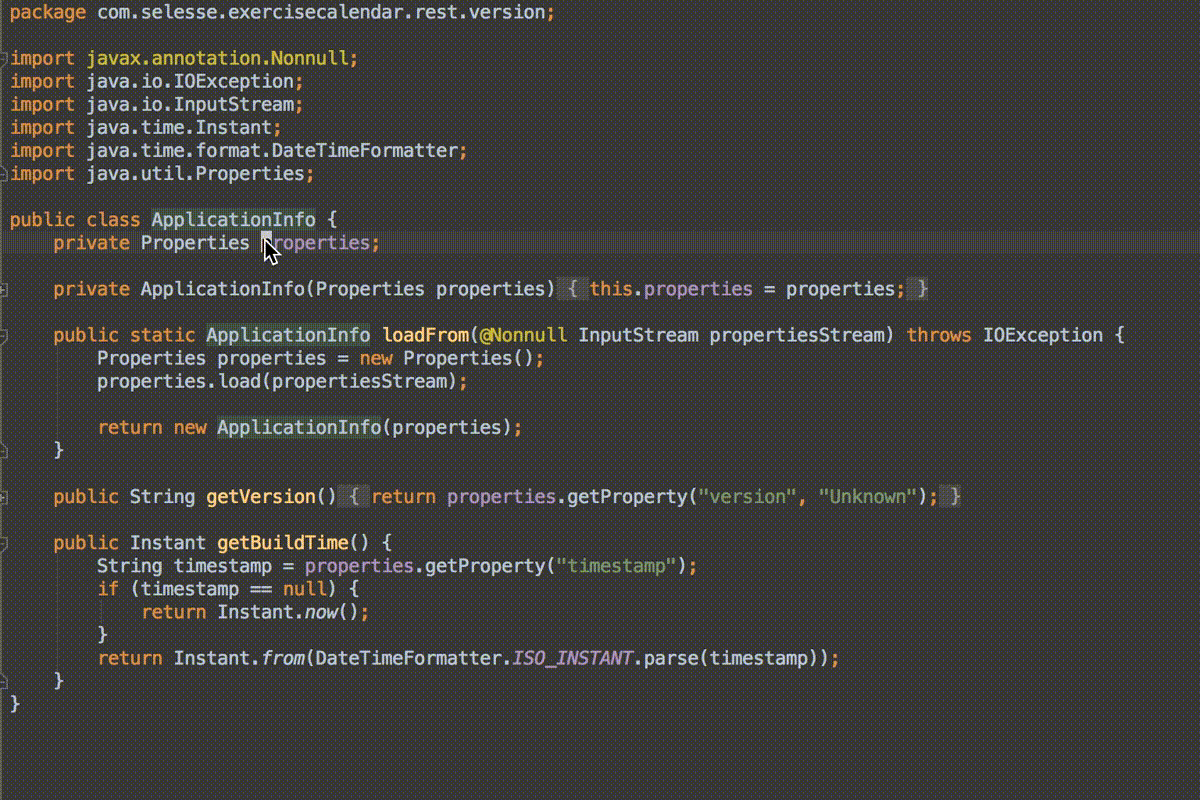 package com.selesse.exercisecalendar.rest.version;
import javax.annotation.Nonnull;
import java.io.IOException;
import java.io.InputStream;
import java.time.Instant;
import java.time.format.DateTimeFormatter;
import java.util.Properties;
public class ApplicationInfo {
    private Properties properties;
    private ApplicationInfo(Properties properties) { this.properties = properties; }
    public static ApplicationInfo loadFrom(@Nonnull InputStream propertiesStream) throws IOException {
        Properties properties = new Properties();
        properties.load(propertiesStream);
        return new ApplicationInfo(properties);
    }
    public String getVersion() { return properties.getProperty("version", "Unknown"); }
    public Instant getBuildTime() {
        String timestamp = properties.getProperty("timestamp");
        if (timestamp == null) {
            return Instant.now();
        }
        return Instant.from(DateTimeFormatter.ISO_INSTANT.parse(timestamp));
    }
}